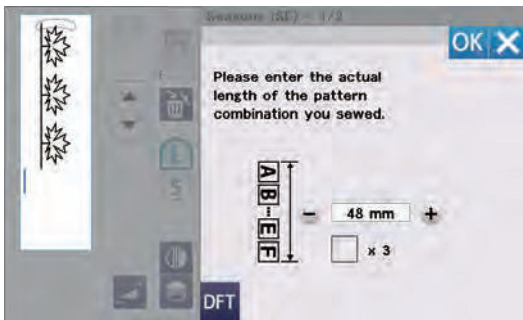 Seasons (SE) - 1/2
OK X
Please enter the actual
length of the pattern
combination you sewed.
A B - E F
- 48 mm +
x 3
L
S
DFT